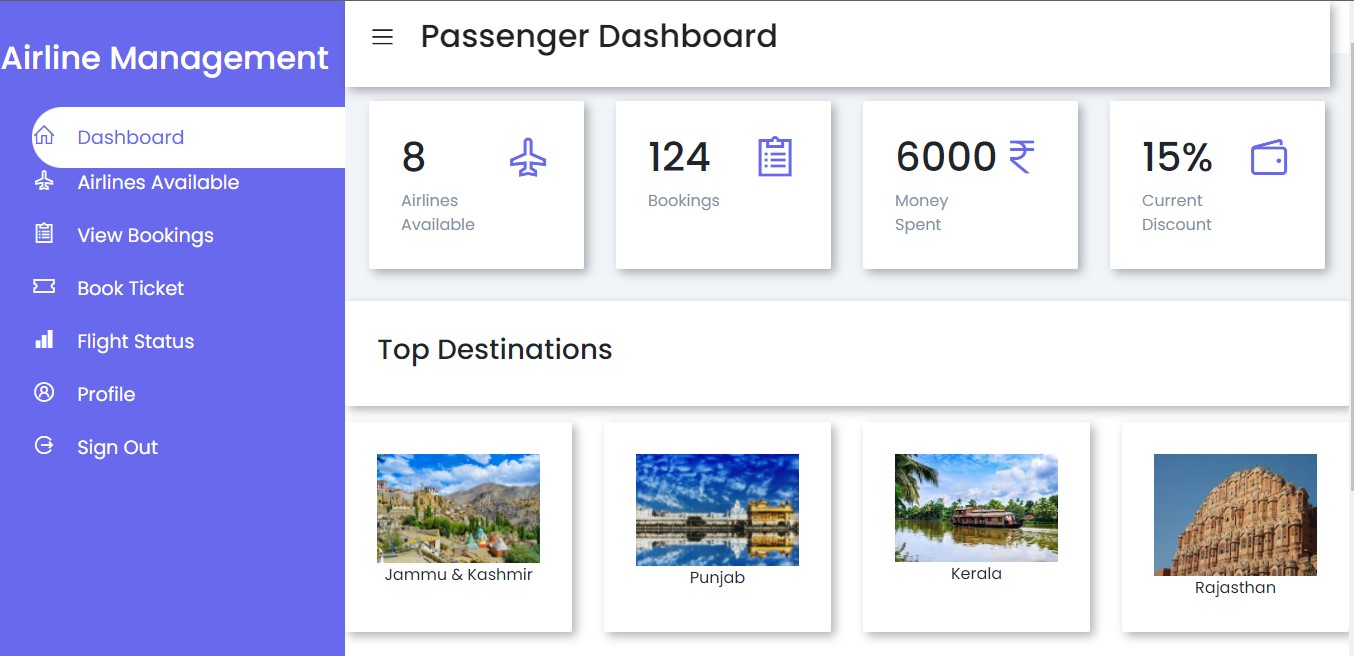 Airline Management
Dashboard
Airlines Available
View Bookings
Book Ticket
Flight Status
Profile
Sign Out
Passenger Dashboard
8
Airlines
Available
124
Bookings
6000 ₹
Money
Spent
15%
Current
Discount
Top Destinations
Jammu & Kashmir
Punjab
Kerala
Rajasthan